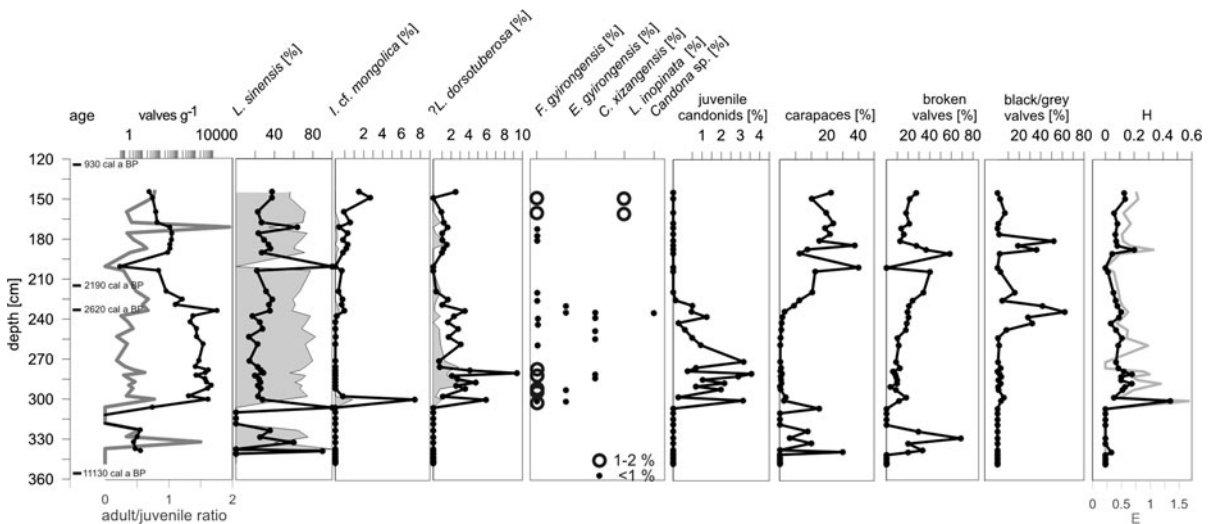 L. sinensis [%]
I. cf. mongolica [%]
?L. dorsotuberosa [%]
F. gyirongensis [%]
E. gyirongensis [%]
C. xizangensis [%]
L. inopinata [%]
Candona sp. [%]
age
valves g-1
juvenile candonids [%]
carapaces [%]
broken valves [%]
black/grey valves [%]
H
1 10000
40 80
2 4 6 8
2 4 6 8 10
1 2 3 4
20 40
20 40 60 80
20 40 60 80
0 0.2 0.4 0.6
depth [cm]
120
150
180
210
240
270
300
330
360
930 cal a BP
2190 cal a BP
2620 cal a BP
11130 cal a BP
1-2 %
<1 %
0 1 2
adult/juvenile ratio
0 0.5 1 1.5
E